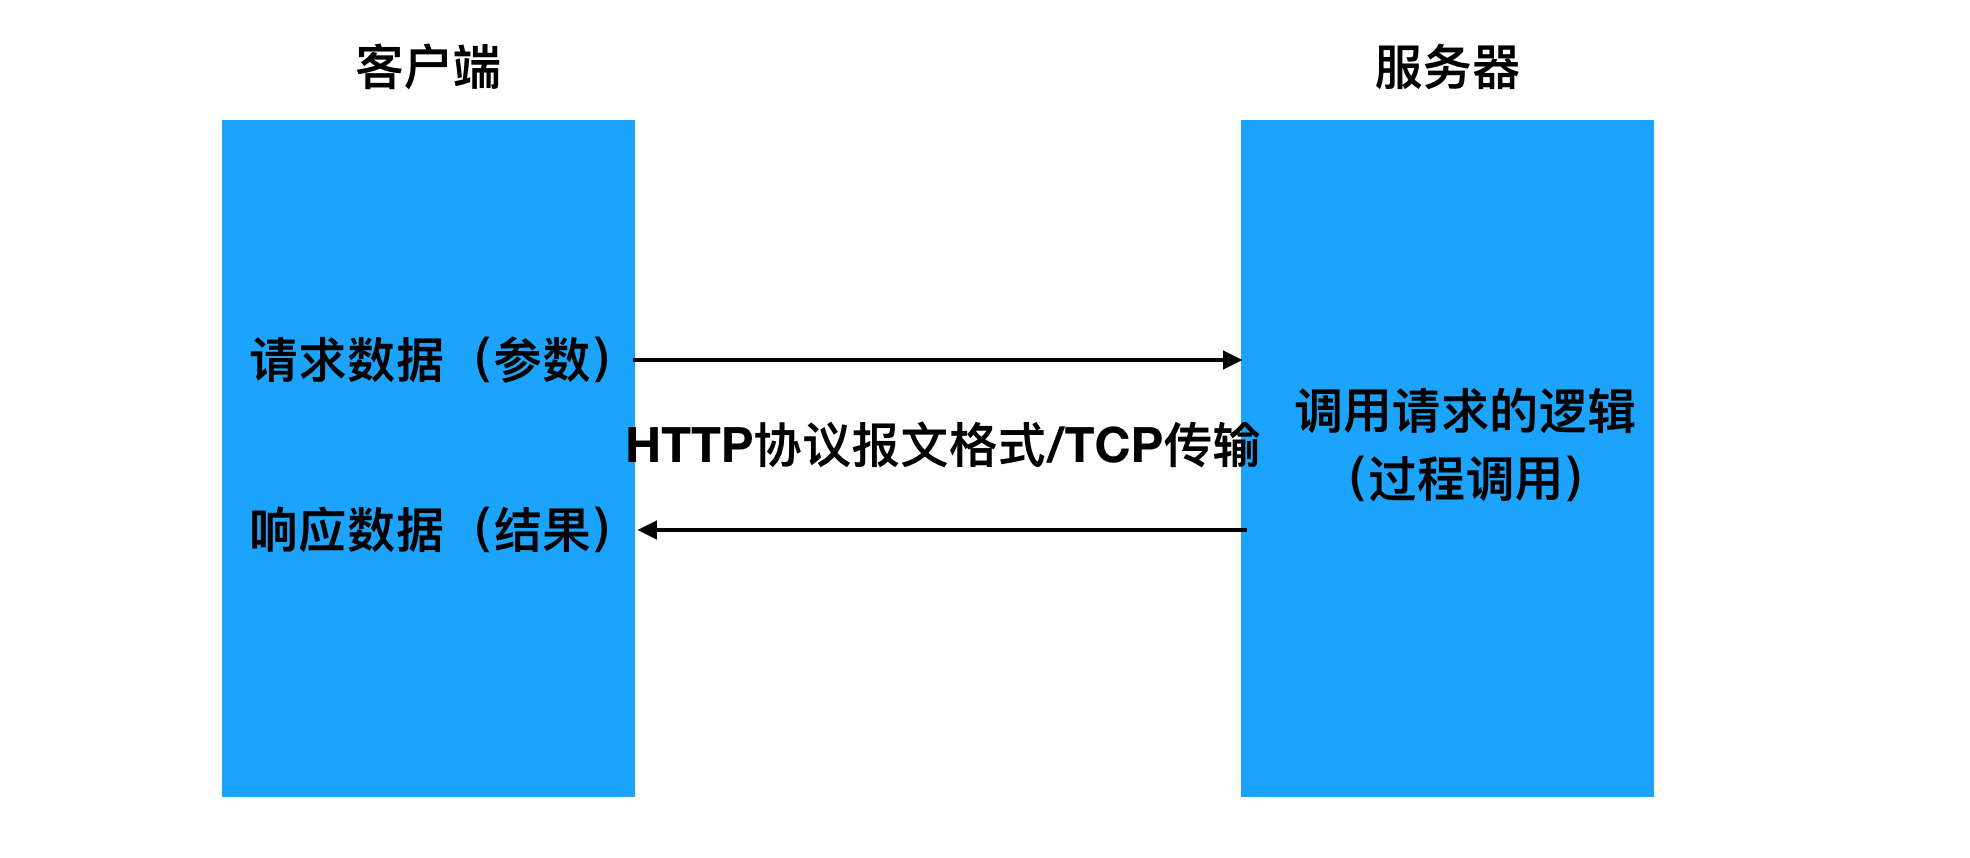 客户端
服务器
请求数据（参数）
HTTP协议报文格式/TCP传输
响应数据（结果）
调用请求的逻辑
（过程调用）